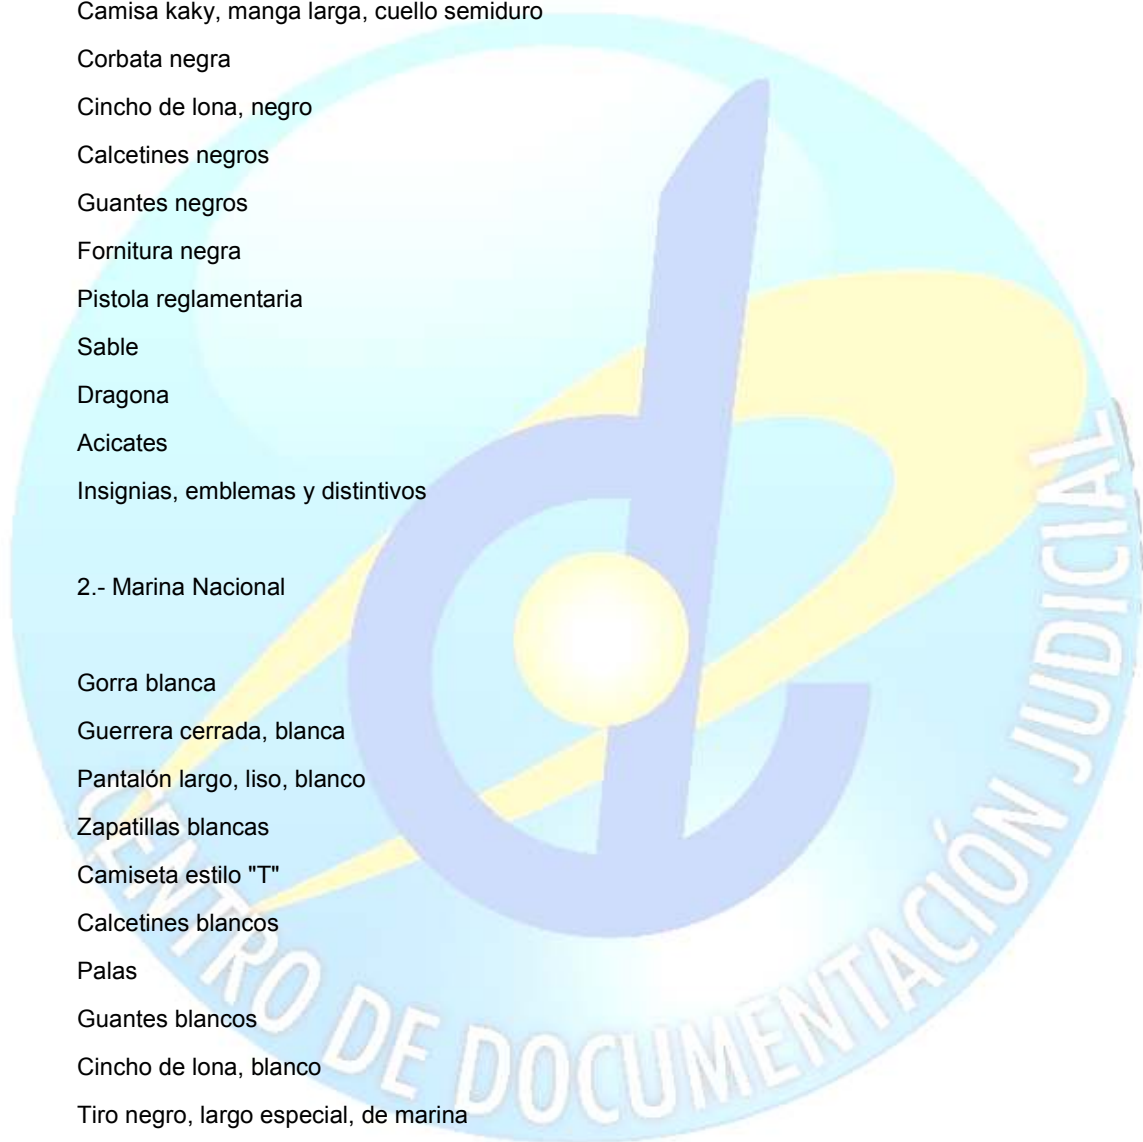 Camisa kaky, manga larga, cuello semiduro
Corbata negra
Cincho de lona, negro
Calcetines negros
Guantes negros
Fornitura negra
Pistola reglamentaria
Sable
Dragona
Acicates
Insignias, emblemas y distintivos
2.- Marina Nacional
Gorra blanca
Guerrera cerrada, blanca
Pantalón largo, liso, blanco
Zapatillas blancas
Camiseta estilo "T"
Calcetines blancos
Palas
Guantes blancos
Cincho de lona, blanco
Tiro negro, largo especial, de marina
CENTRO DE DOCUMENTACIÓN JUDICIAL